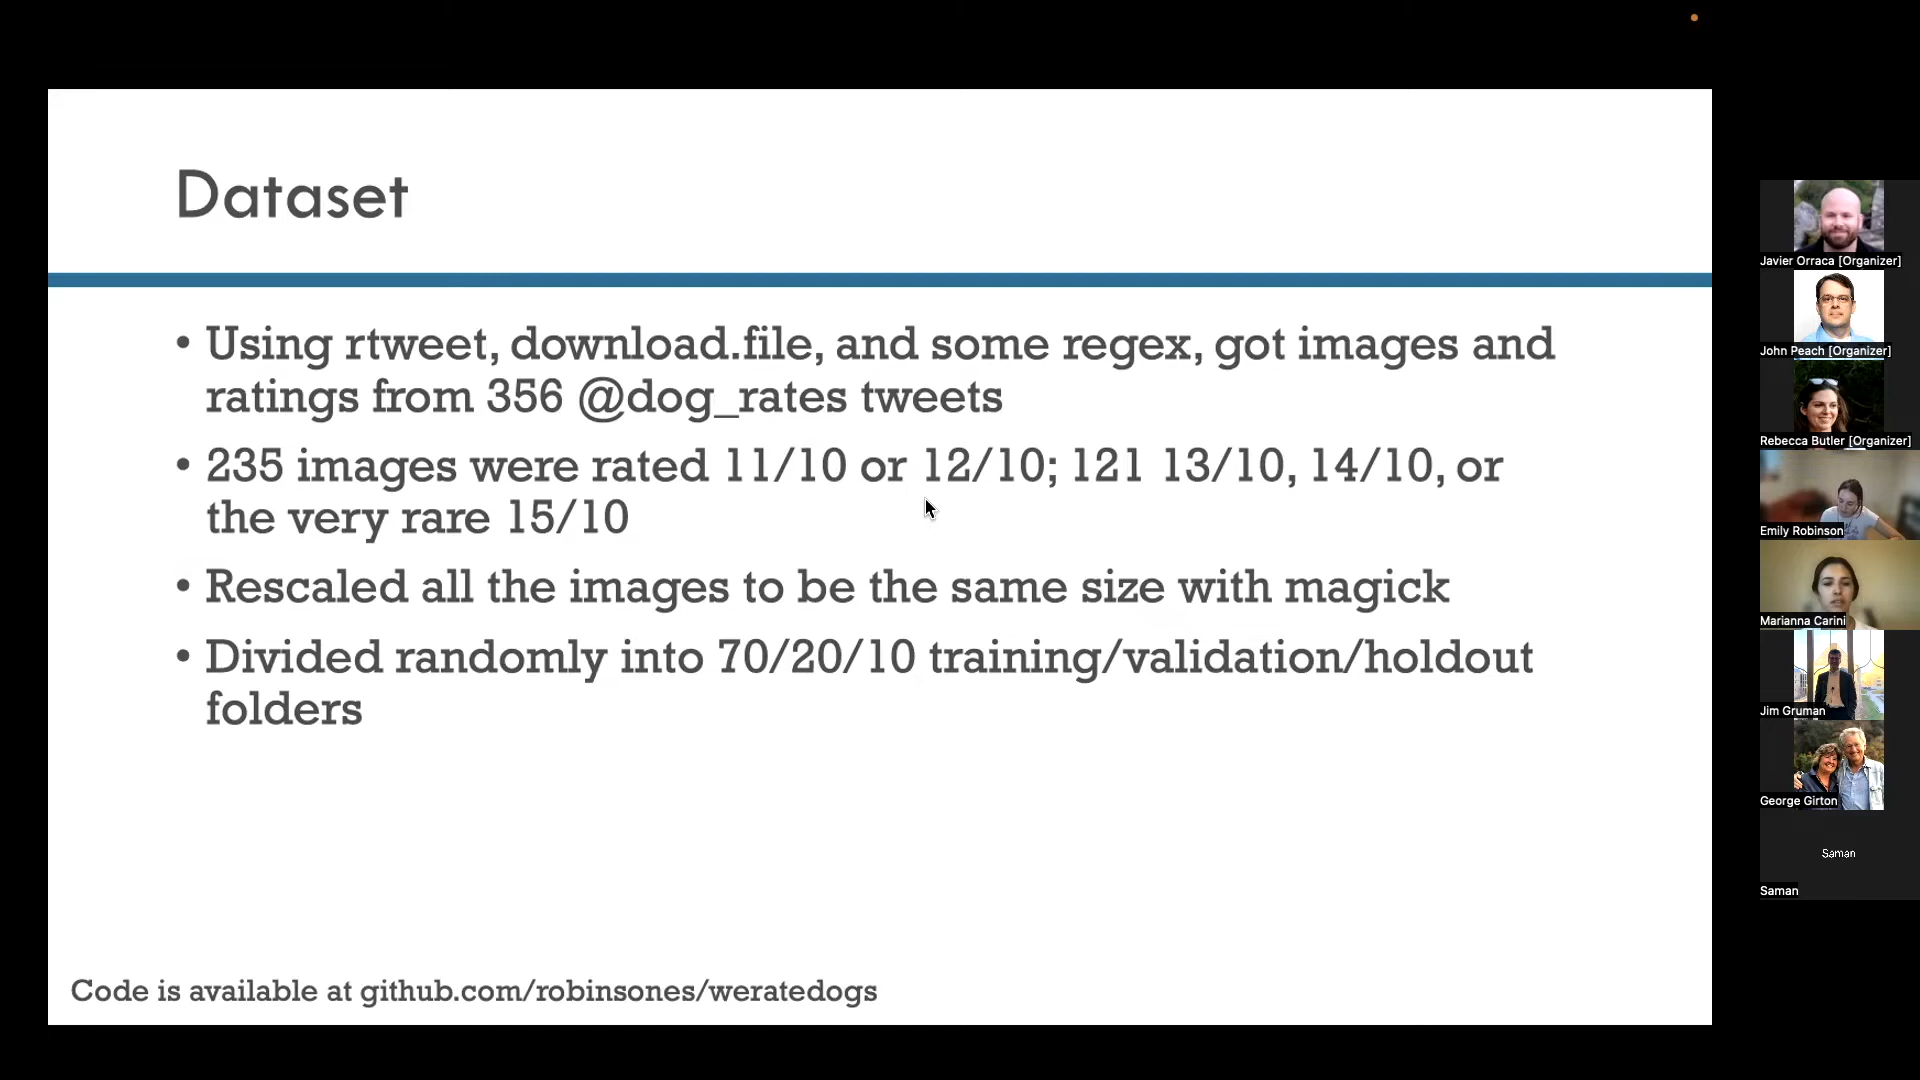 Dataset
• Using rtweet, download.file, and some regex, got images and
ratings from 356 @dog_rates tweets
• 235 images were rated 11/10 or 12/10; 121 13/10, 14/10, or
the very rare 15/10
• Rescaled all the images to be the same size with magick
• Divided randomly into 70/20/10 training/validation/holdout
folders
Code is available at github.com/robinsones/weratedogs
Javier Orraca [Organizer]
John Peach [Organizer]
Rebecca Butler [Organizer]
Emily Robinson
Marianna Carini
Jim Gruman
George Girton
Saman
Saman